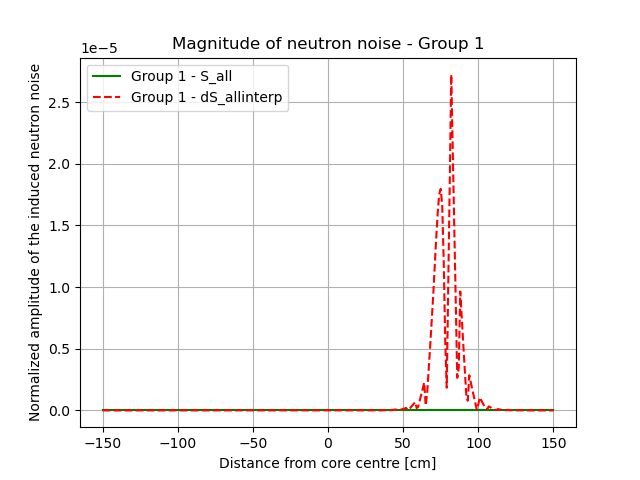 Magnitude of neutron noise - Group 1
1e−5
Group 1 - S_all
Group 1 - dS_allinterp
Normalized amplitude of the induced neutron noise
2.5
2.0
1.5
1.0
0.5
0.0
−150 −100 −50 0 50 100 150
Distance from core centre [cm]